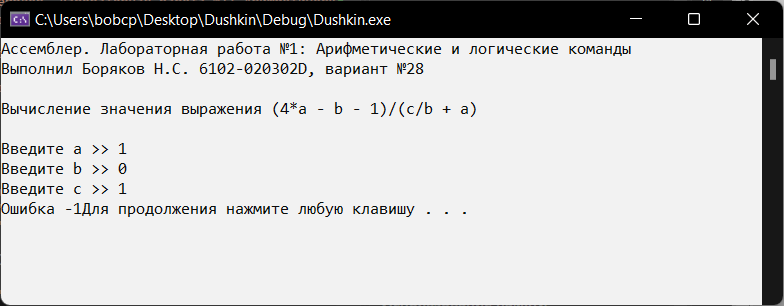 C:\Users\bobcp\Desktop\Dushkin\Debug\Dushkin.exe
Ассемблер. Лабораторная работа №1: Арифметические и логические команды
Выполнил Боряков Н.С. 6102-020302D, вариант №28
Вычисление значения выражения (4*a - b - 1)/(c/b + a)
Введите a >> 1
Введите b >> 0
Введите c >> 1
Ошибка -1Для продолжения нажмите любую клавишу . . .